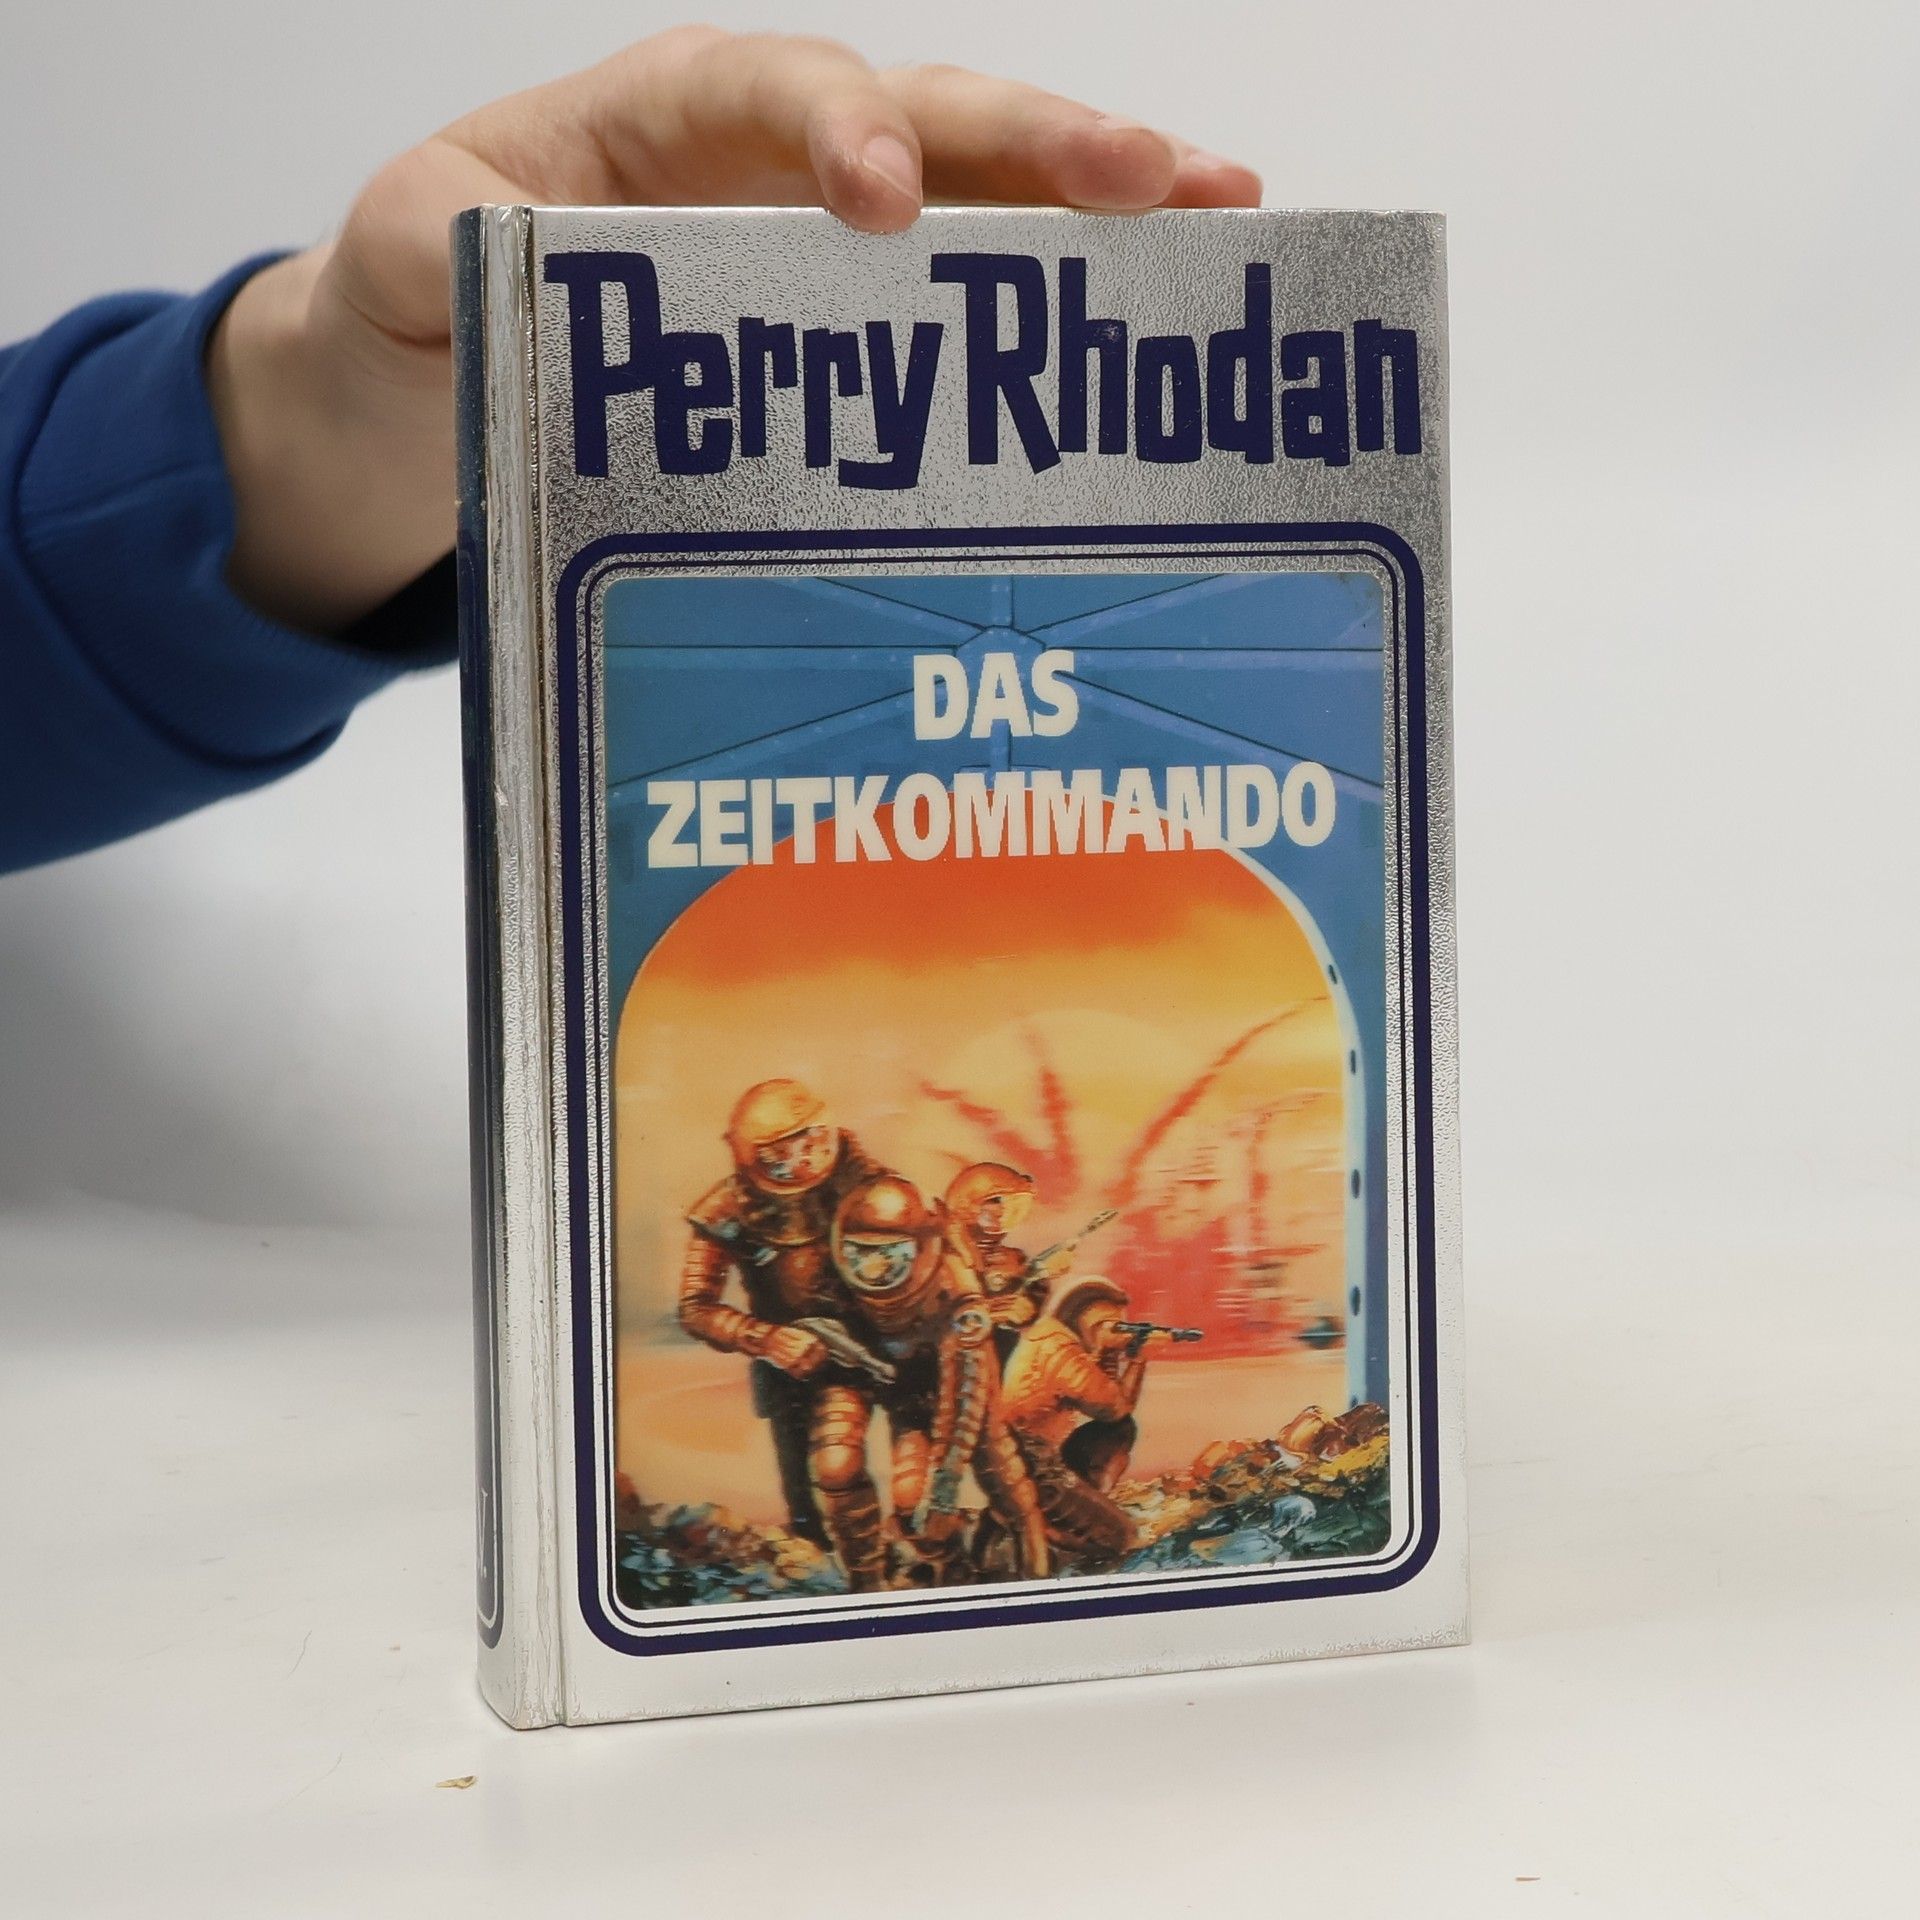 Perry Rhodan
DAS
ZEITKOMMANDO